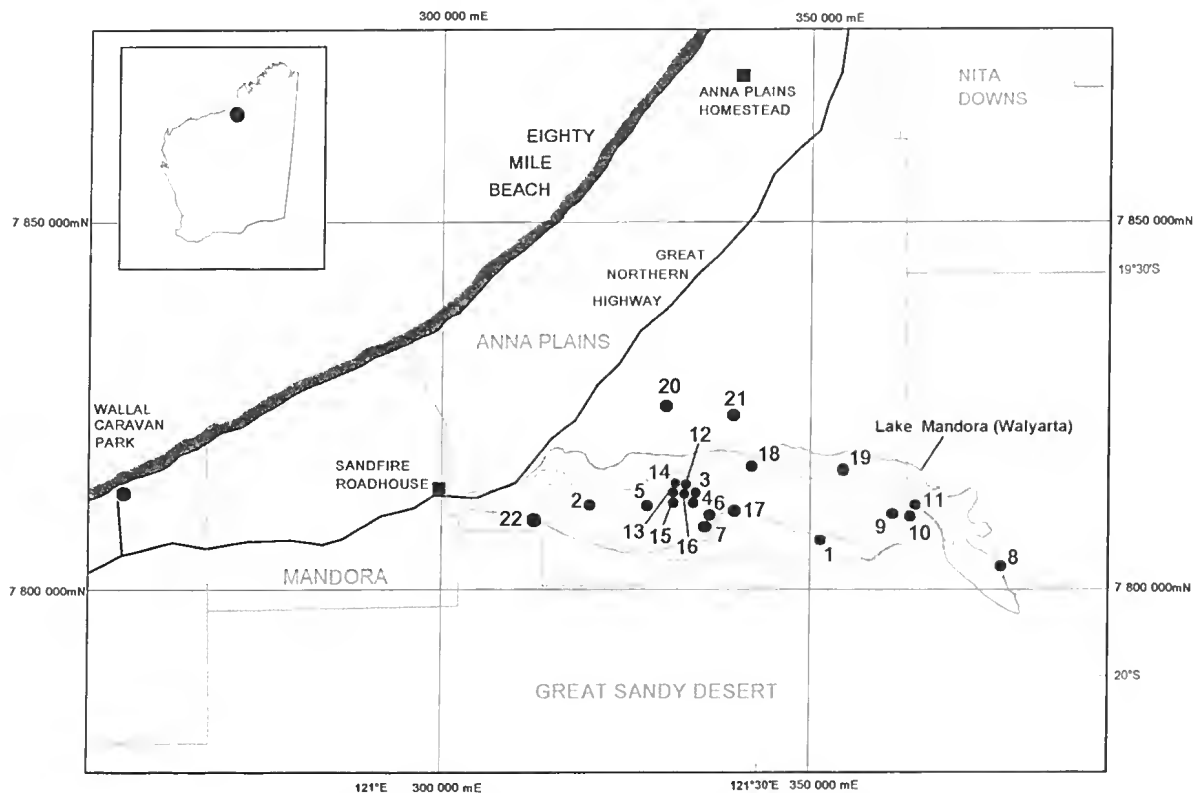 300 000 mE
350 000 mE
NITA
DOWNS
ANNA PLAINS
HOMESTEAD
EIGHTY
MILE
BEACH
7 850 000mN
7 850 000mN
GREAT
NORTHERN
HIGHWAY
19°30'S
ANNA PLAINS
WALLAL
CARAVAN
PARK
20
21
12
Lake Mandora (Walyarta)
SANDFIRE
ROADHOUSE
18
19
14
3
2
5
4
6
17
11
22
13
15
16
7
9
10
1
8
MANDORA
7 800 000mN
7 800 000mN
GREAT SANDY DESERT
20°S
121°E
300 000 mE
121°30'E
350 000 mE